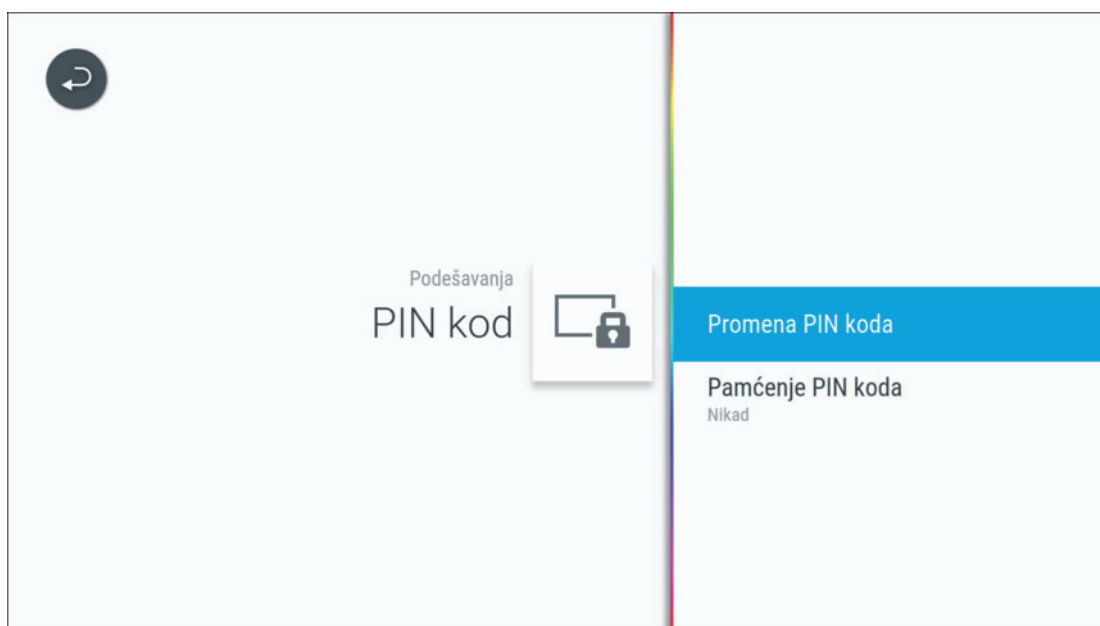 Podešavanja
PIN kod
Promena PIN koda
Pamćenje PIN koda
Nikad